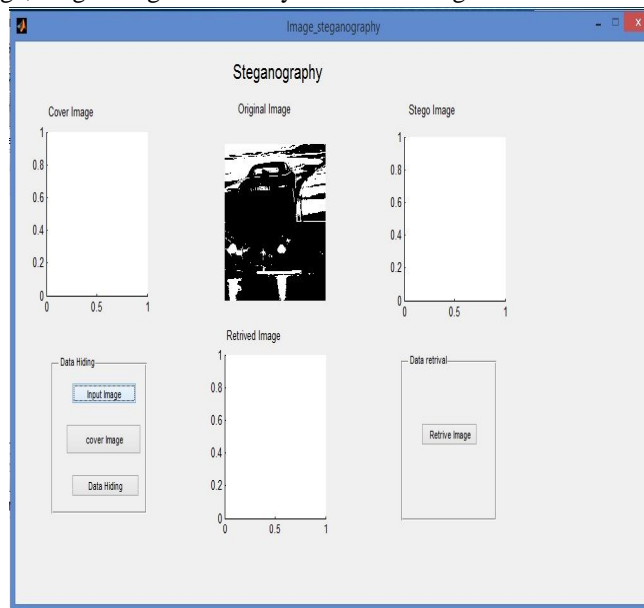 Image_steganography
Steganography
Cover Image
Original Image
Stego Image
1
0.8
0.6
0.4
0.2
0
0
0.5
1
1
0.8
0.6
0.4
0.2
0
0
0.5
1
Data Hiding
Input Image
cover Image
Data Hiding
Retrived Image
1
0.8
0.6
0.4
0.2
0
0
0.5
1
Data retrival
Retrive Image